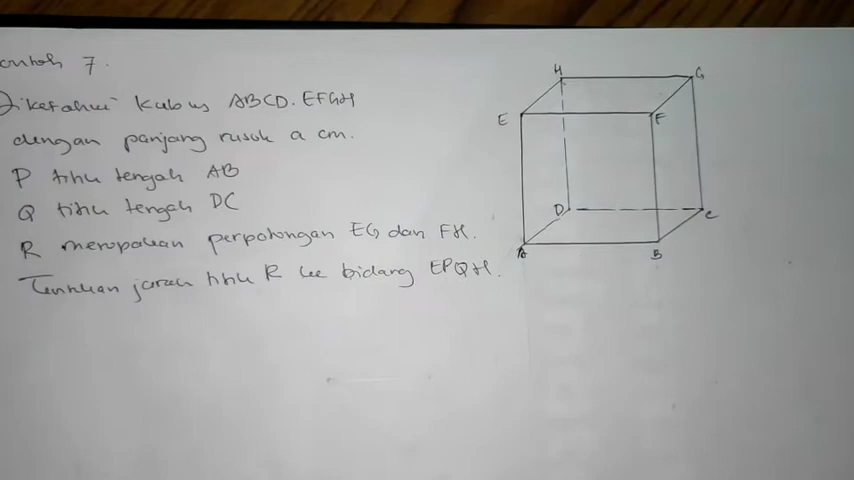 Contoh 7.
Diketahui kubus ABCD.EFGH
dengan panjang rusuk a cm.
P titik tengah AB
Q titik tengah DC
R merupakan perpotongan EG dan FH.
Tentukan jarak titik R ke bidang EPQH.
H
G
E
F
D
C
A
B